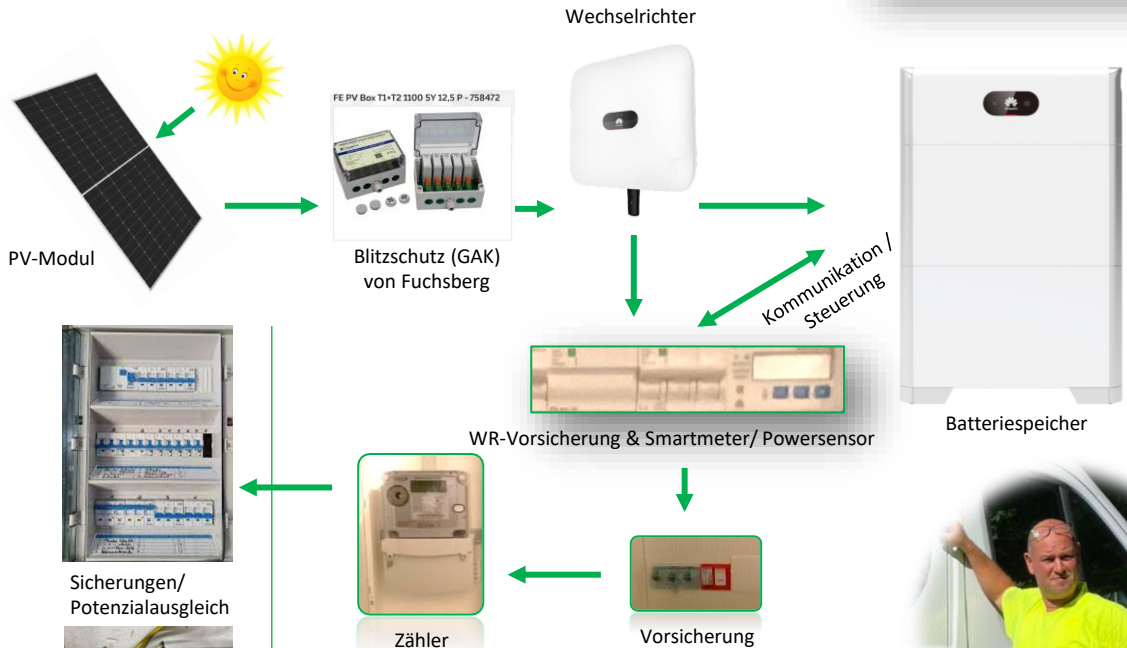 Wechselrichter
FE PV Box T1+T2 1100 5Y 12,5 P - 758472
PV-Modul
Blitzschutz (GAK)
von Fuchsberg
Kommunikation /
Steuerung
Batteriespeicher
WR-Vorsicherung & Smartmeter/ Powersensor
Sicherungen/
Potenzialausgleich
Zähler
Vorsicherung